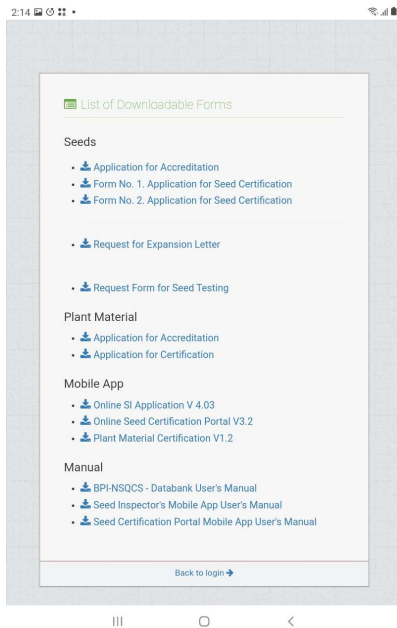 2:14
List of Downloadable Forms
Seeds
Application for Accreditation
Form No. 1. Application for Seed Certification
Form No. 2. Application for Seed Certification
Request for Expansion Letter
Request Form for Seed Testing
Plant Material
Application for Accreditation
Application for Certification
Mobile App
Online SI Application V 4.03
Online Seed Certification Portal V3.2
Plant Material Certification V1.2
Manual
BPI-NSQCS - Databank User's Manual
Seed Inspector's Mobile App User's Manual
Seed Certification Portal Mobile App User's Manual
Back to login